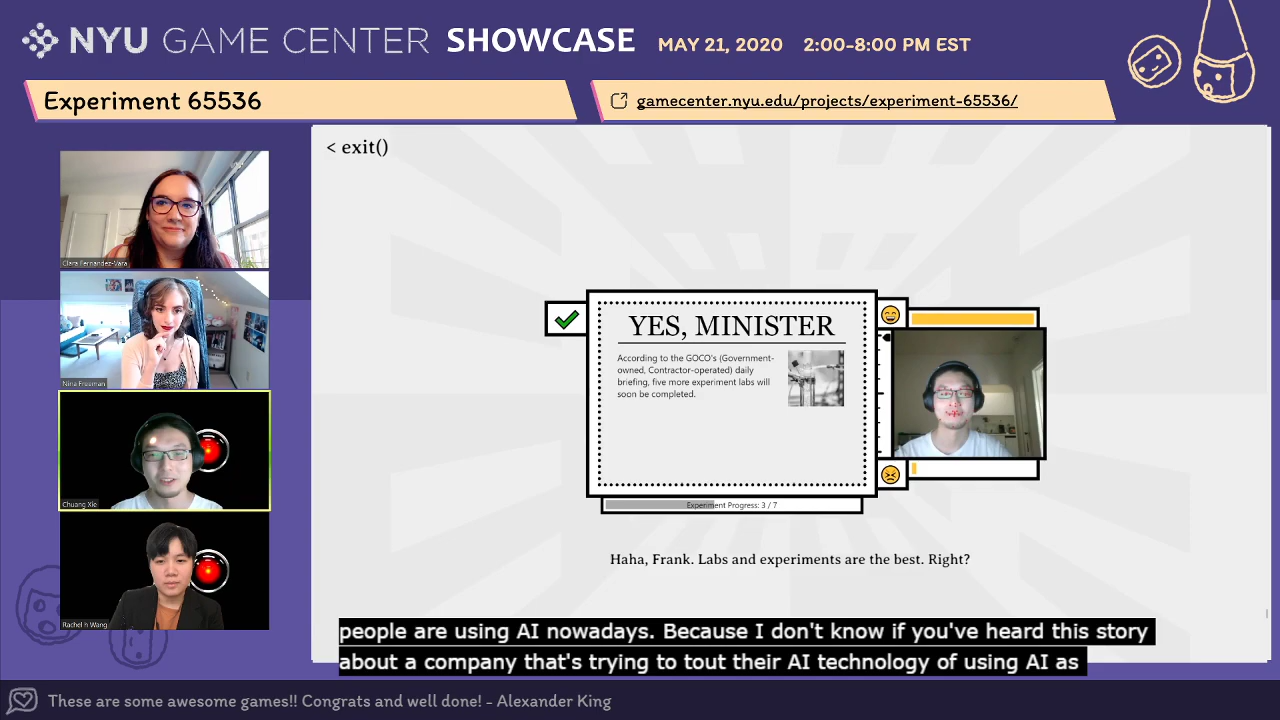 NYU GAME CENTER SHOWCASE MAY 21, 2020 2:00-8:00 PM EST
Experiment 65536
gamecenter.nyu.edu/projects/experiment-65536/
< exit()
Clara Fernandez-Vara
Nina Freeman
Chuang Xie
Rachel h Wang
YES, MINISTER
According to the GOCO's (Government-
owned, Contractor-operated) daily
briefing, five more experiment labs will
soon be completed.
Experiment Progress: 3 / 7
Haha, Frank. Labs and experiments are the best. Right?
people are using AI nowadays. Because I don't know if you've heard this story
about a company that's trying to tout their AI technology of using AI as
These are some awesome games!! Congrats and well done! - Alexander King